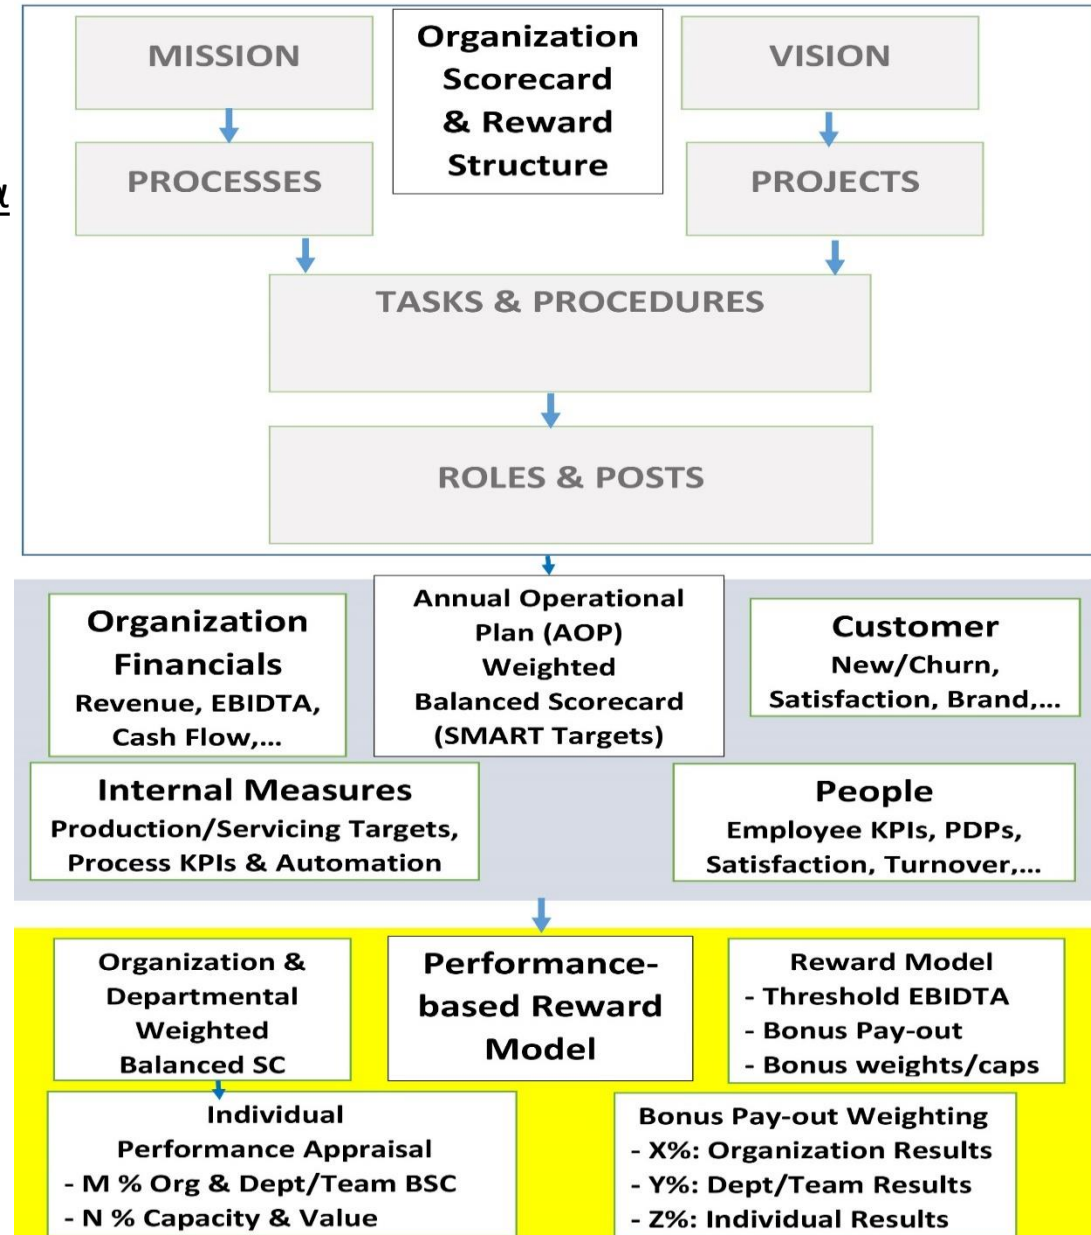 MISSION
Organization
Scorecard
& Reward
Structure
VISION
PROCESSES
PROJECTS
TASKS & PROCEDURES
ROLES & POSTS
Organization
Financials
Revenue, EBIDTA,
Cash Flow,...
Annual Operational
Plan (AOP)
Weighted
Balanced Scorecard
(SMART Targets)
Customer
New/Churn,
Satisfaction, Brand,...
Internal Measures
Production/Servicing Targets,
Process KPIs & Automation
People
Employee KPIs, PDPs,
Satisfaction, Turnover,...
Organization &
Departmental
Weighted
Balanced SC
Performance-
based Reward
Model
Reward Model
- Threshold EBIDTA
- Bonus Pay-out
- Bonus weights/caps
Individual
Performance Appraisal
- M % Org & Dept/Team BSC
- N % Capacity & Value
Bonus Pay-out Weighting
- X%: Organization Results
- Y%: Dept/Team Results
- Z%: Individual Results